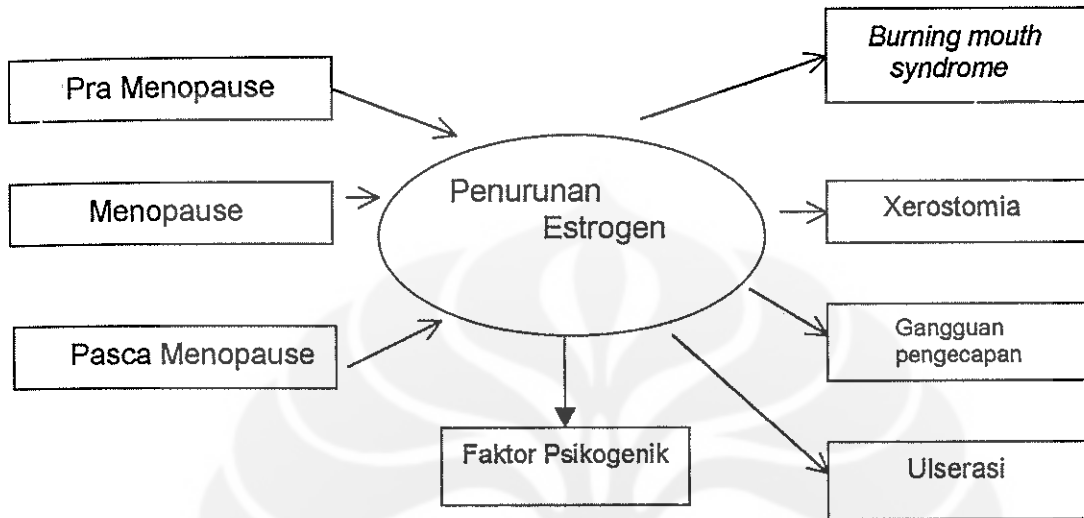 Pra Menopause
Menopause
Pasca Menopause
Penurunan
Estrogen
Faktor Psikogenik
Burning mouth
syndrome
Xerostomia
Gangguan
pengecapan
Ulserasi